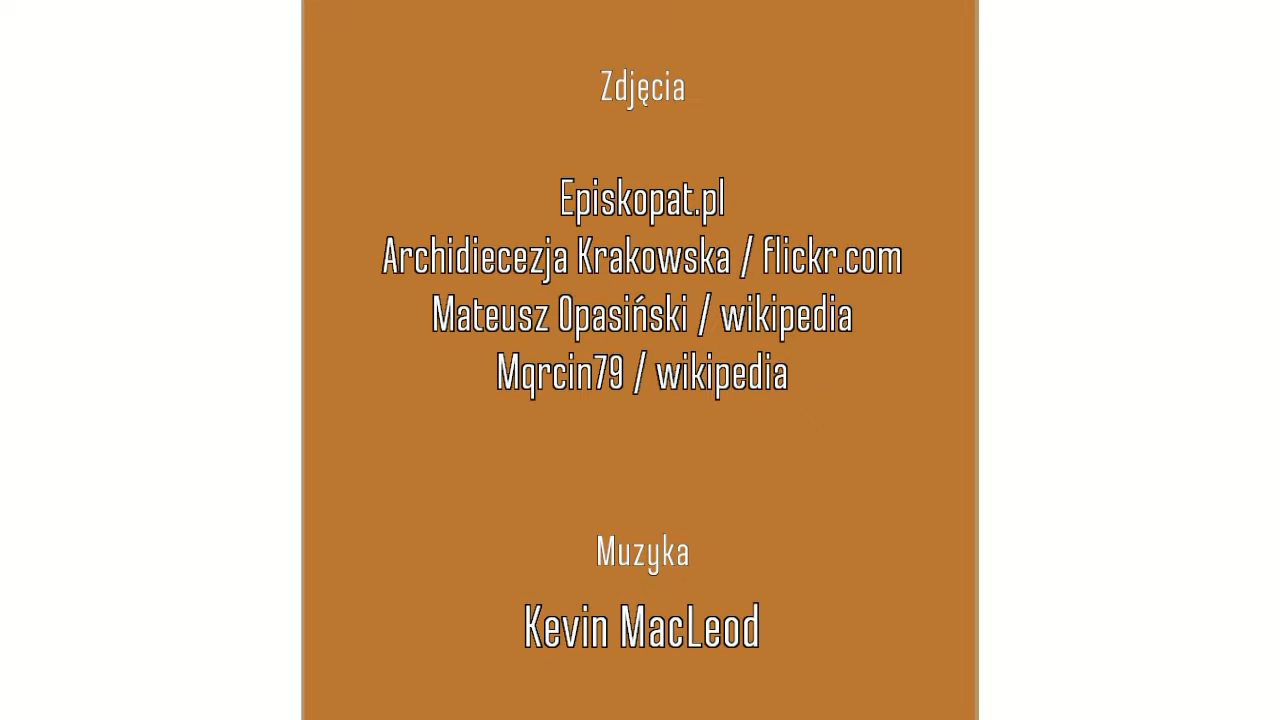 Zdjęcia
Episkopat.pl
Archidiecezja Krakowska / flickr.com
Mateusz Opasiński / wikipedia
Mqrcin79 / wikipedia
Muzyka
Kevin MacLeod